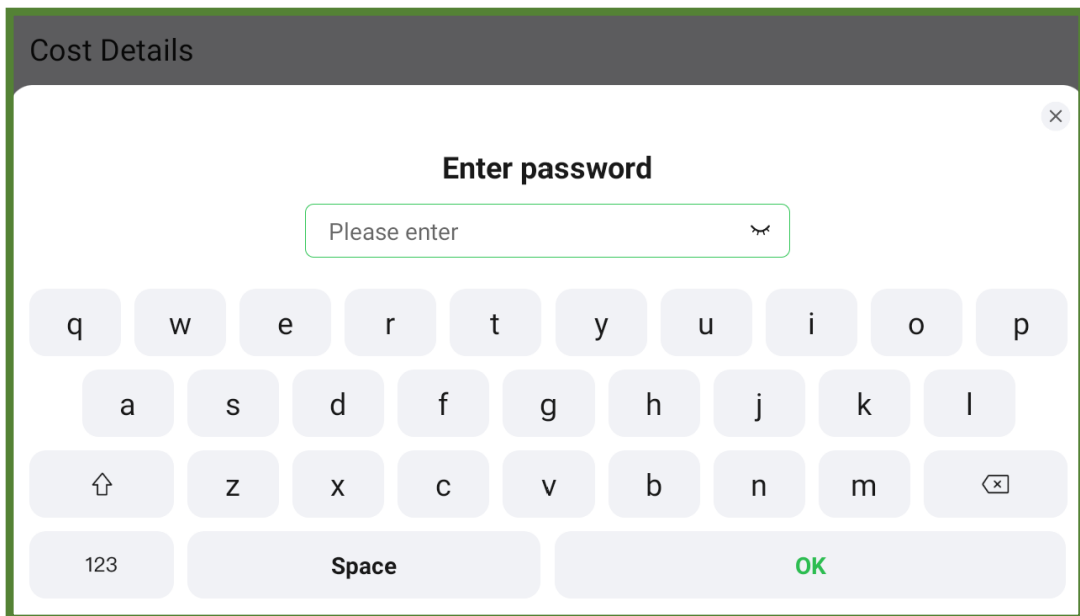 Cost Details
Enter password
Please enter
q w e r t y u i o p
a s d f g h j k l
z x c v b n m
123 Space OK